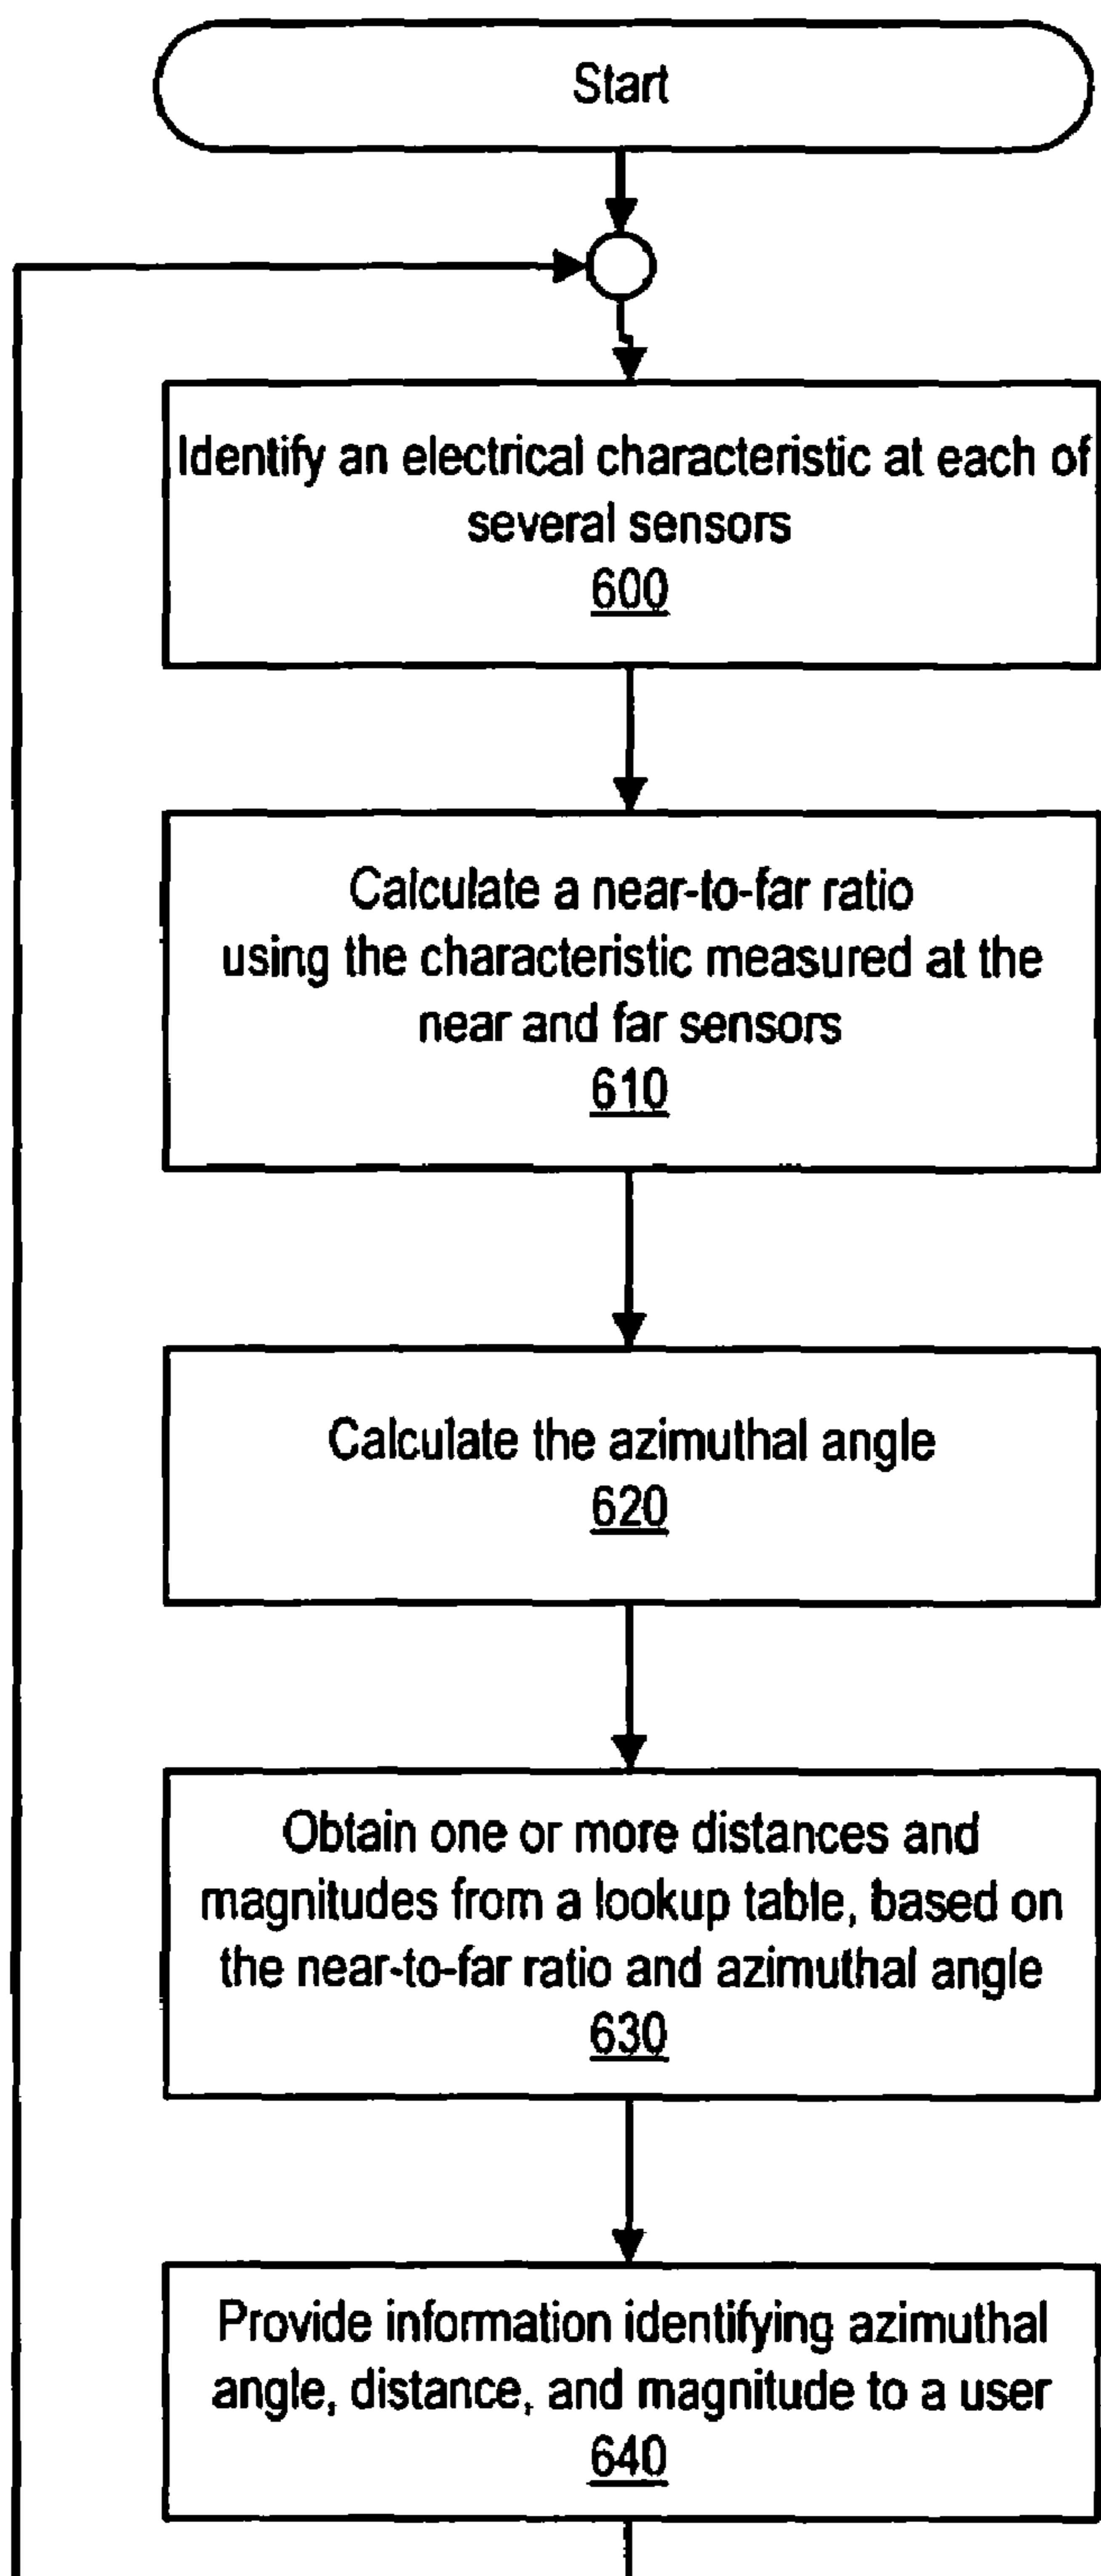 Start
Identify an electrical characteristic at each of
several sensors
600
Calculate a near-to-far ratio
using the characteristic measured at the
near and far sensors
610
Calculate the azimuthal angle
620
Obtain one or more distances and
magnitudes from a lookup table, based on
the near-to-far ratio and azimuthal angle
630
Provide information identifying azimuthal
angle, distance, and magnitude to a user
640